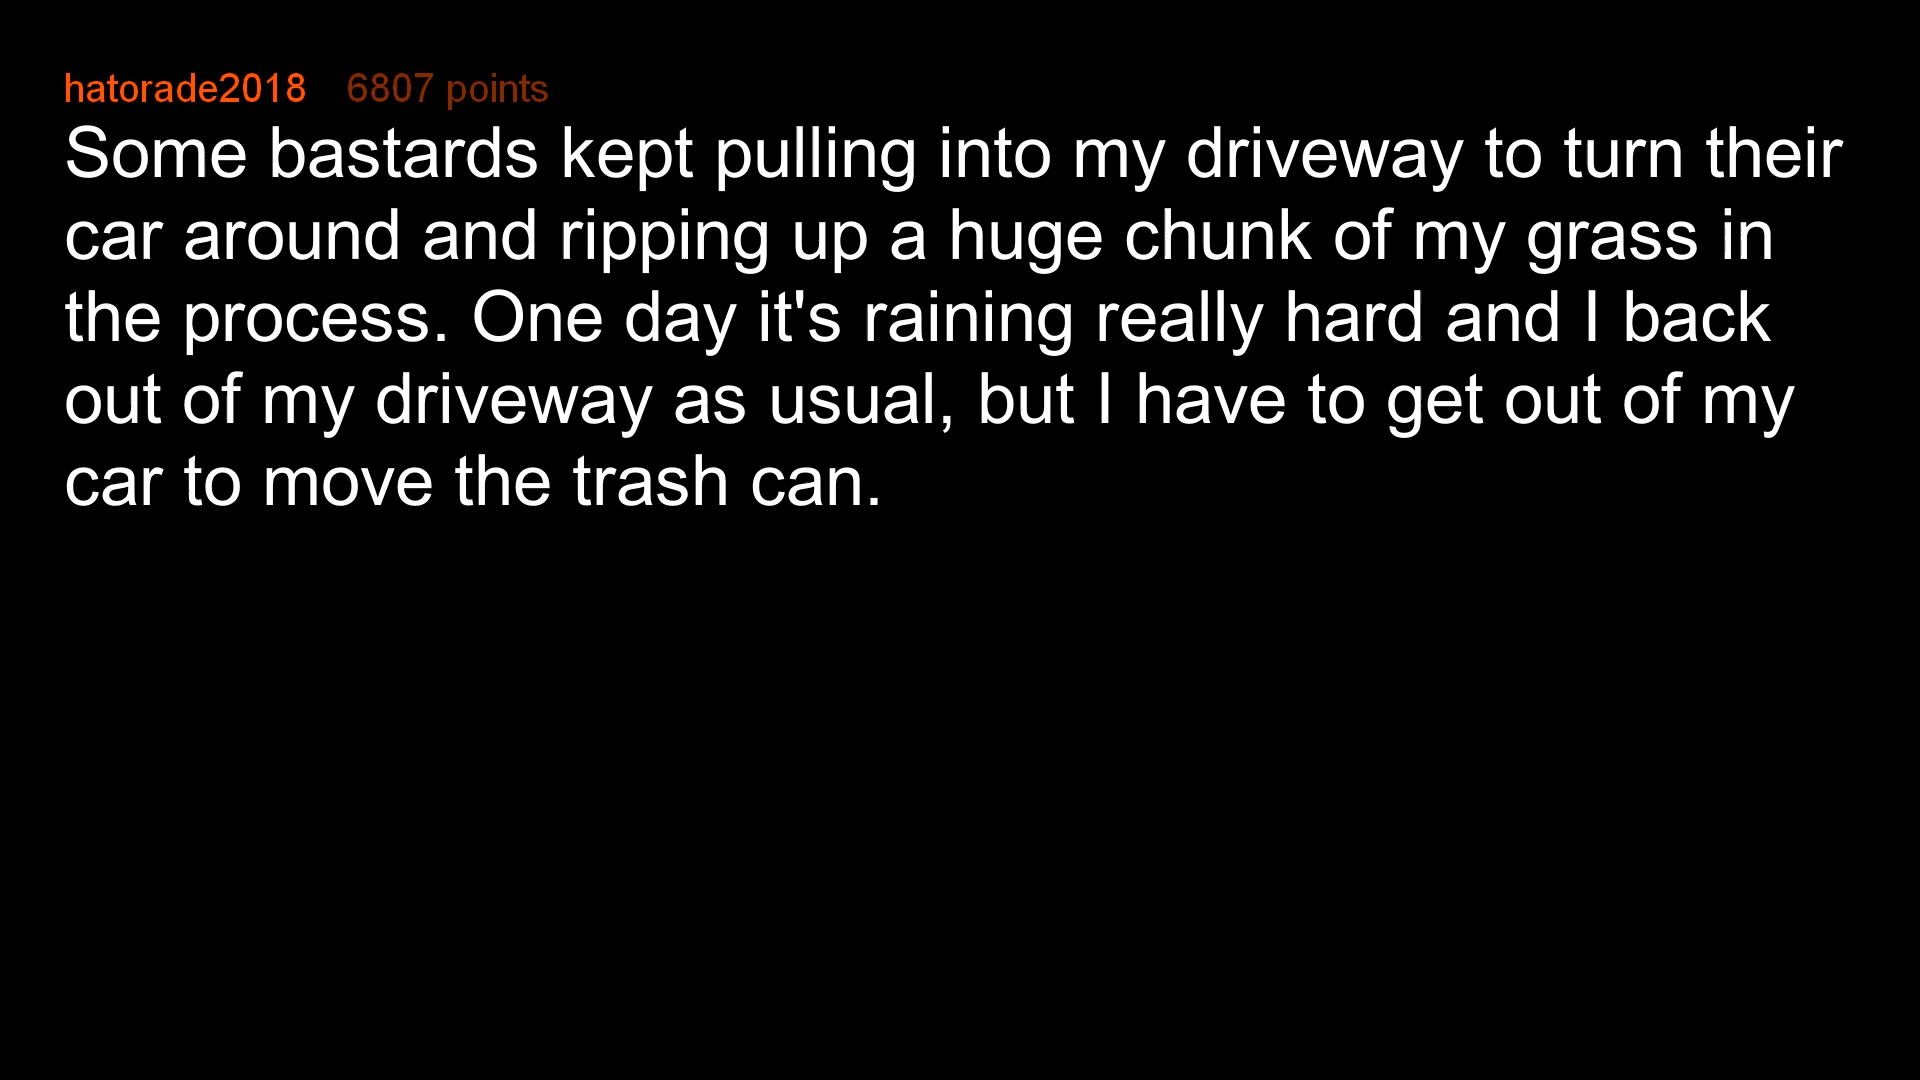 hatorade2018 6807 points
Some bastards kept pulling into my driveway to turn their
car around and ripping up a huge chunk of my grass in
the process. One day it's raining really hard and I back
out of my driveway as usual, but I have to get out of my
car to move the trash can.